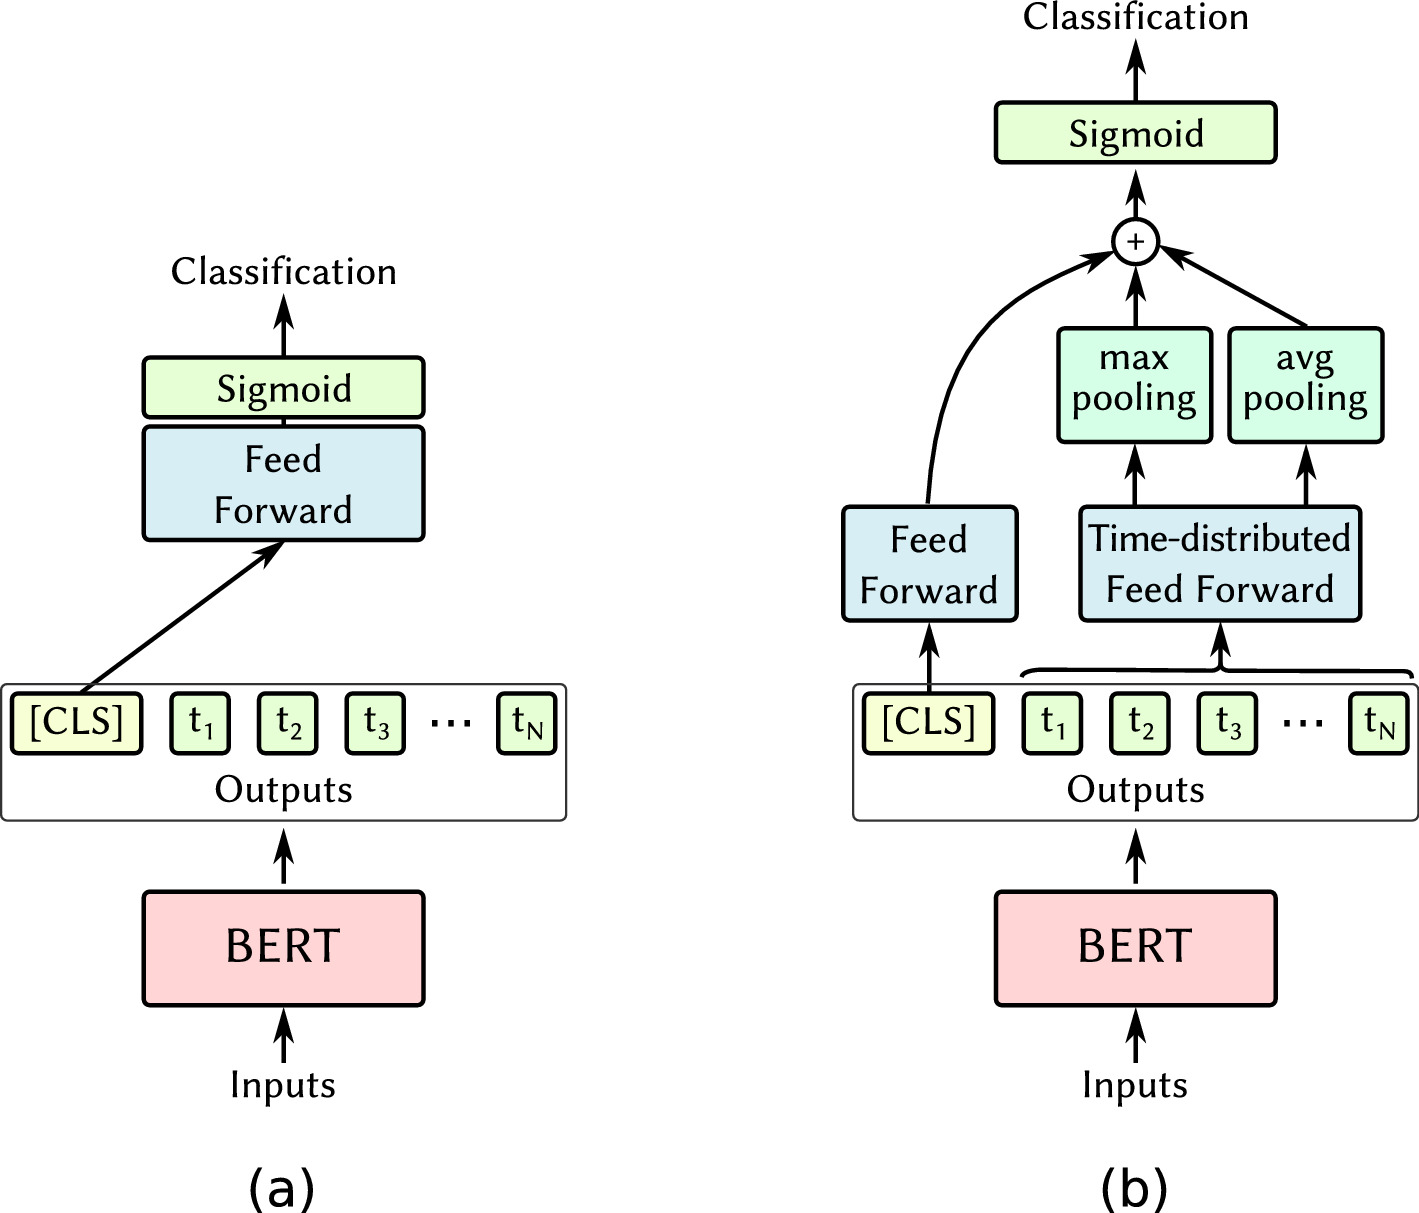 Classification
Sigmoid
Feed
Forward
[CLS] t1 t2 t3 ... tN
Outputs
BERT
Inputs
(a)
Classification
Sigmoid
+
max
pooling
avg
pooling
Feed
Forward
Time-distributed
Feed Forward
[CLS] t1 t2 t3 ... tN
Outputs
BERT
Inputs
(b)